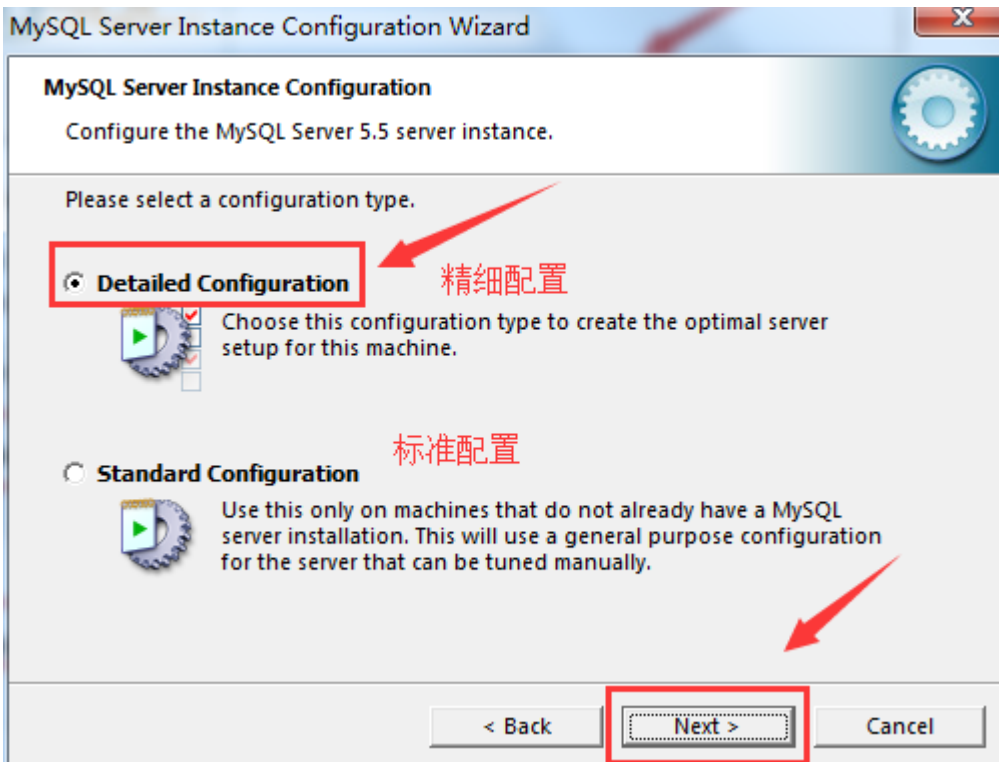 MySQL Server Instance Configuration Wizard
MySQL Server Instance Configuration
Configure the MySQL Server 5.5 server instance.
Please select a configuration type.
Detailed Configuration
精细配置
Choose this configuration type to create the optimal server
setup for this machine.
标准配置
Standard Configuration
Use this only on machines that do not already have a MySQL
server installation. This will use a general purpose configuration
for the server that can be tuned manually.
< Back
Next >
Cancel